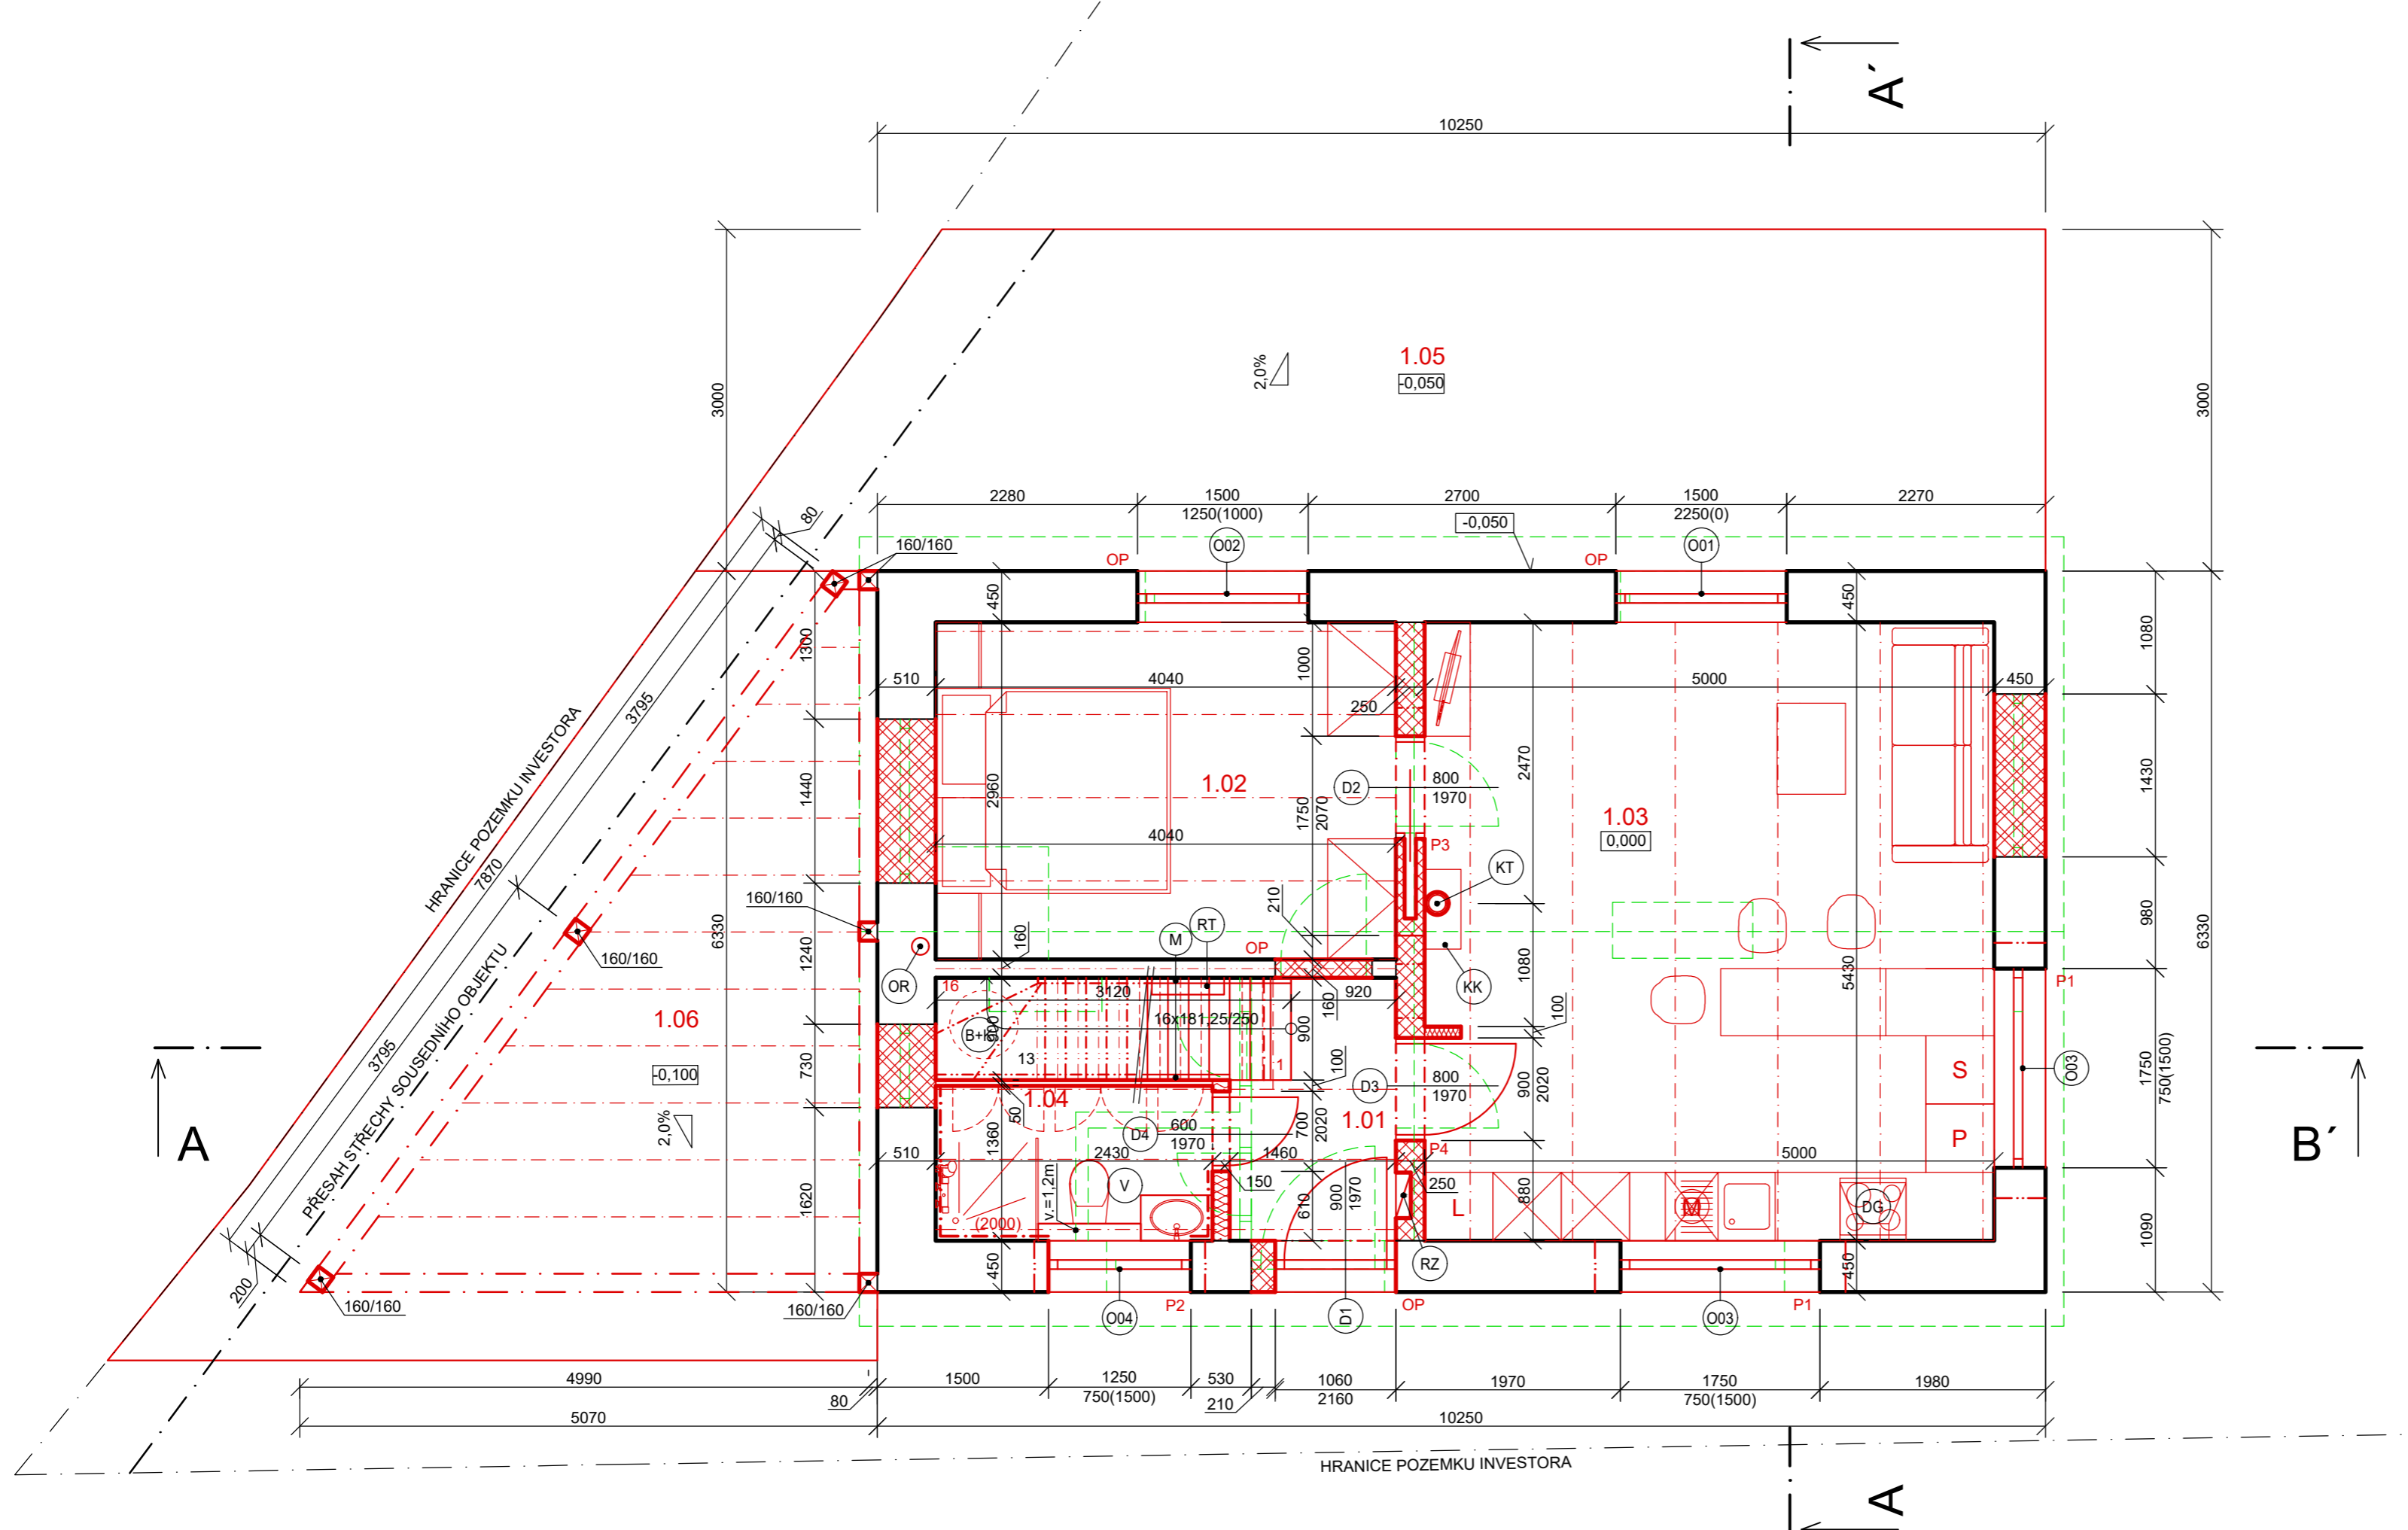 A´
10250
3000
1.05
-0,050
2,0%
3000
2280
1500
1250(1000)
2700
1500
2250(0)
2270
-0,050
80
160/160
OP
O02
OP
O01
450
450
1300
1000
1080
510
4040
5000
450
250
3795
HRANICE POZEMKU INVESTORA
7870
1440
2960
1.02
D2
800
1970
2470
1.03
0,000
1430
1750
2070
4040
P3
KT
160/160
210
6330
980
6330
160/160
1240
OR
160
M
RT
OP
KK
1080
5430
P1
16
3120
920
160
100
PŘESAH STŘECHY SOUSEDNÍHO OBJEKTU
1.06
B+K
900
16x181,25/250
900
13
1
3795
-0,100
730
1750
750(1500)
O03
S
A
B´
2,0%
50
1.04
100
D3
800
1970
900
2020
1.01
D4
600
1970
700
2020
P
1360
510
2430
1460
P4
5000
1620
V
v.=1,2m
150
250
610
900
1970
880
L
M
DG
1090
(2000)
200
450
RZ
450
160/160
160/160
P2
O04
D1
OP
O03
P1
4990
80
1500
1250
750(1500)
530
210
1060
2160
1970
1750
750(1500)
1980
5070
10250
HRANICE POZEMKU INVESTORA
A